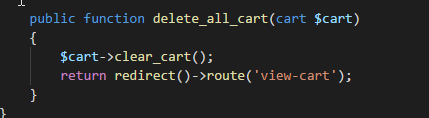 public function delete_all_cart(cart $cart)
{
$cart->clear_cart();
return redirect()->route('view-cart');
}
}